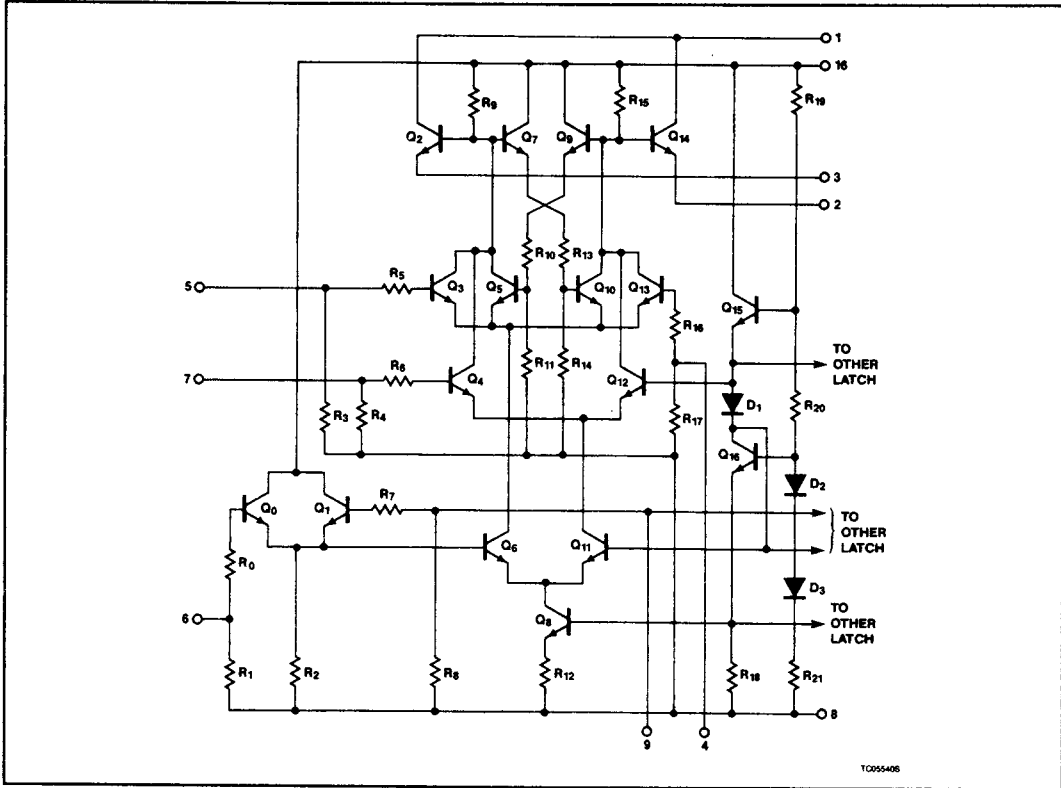 1
16
R9
R15
R19
Q2
Q7
Q9
Q14
3
2
R10
R13
5
R5
Q3
Q5
Q10
Q13
Q15
R16
TO
OTHER
LATCH
7
R6
Q4
R11
R14
Q12
D1
R20
R3
R4
R17
Q16
D2
R7
Q0
Q1
TO
OTHER
LATCH
Q6
Q11
R0
D3
6
Q8
TO
OTHER
LATCH
R1
R2
R8
R12
R18
R21
8
9
4
TC05540S